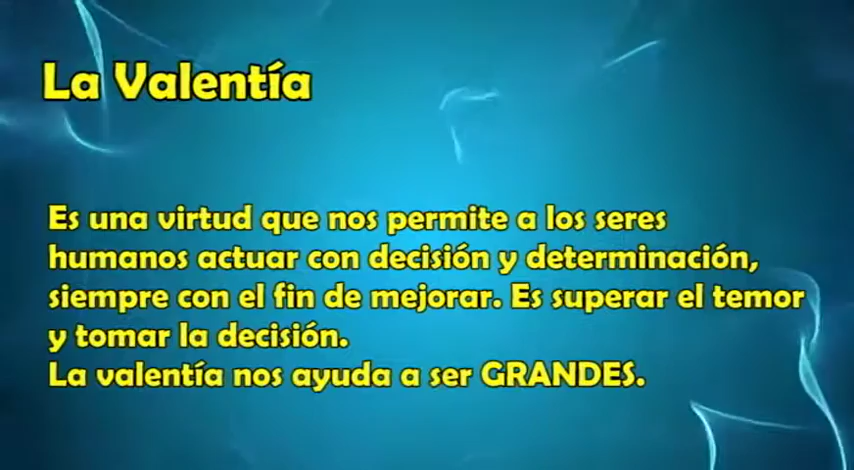 La Valentía
Es una virtud que nos permite a los seres
humanos actuar con decisión y determinación,
siempre con el fin de mejorar. Es superar el temor
y tomar la decisión.
La valentía nos ayuda a ser GRANDES.